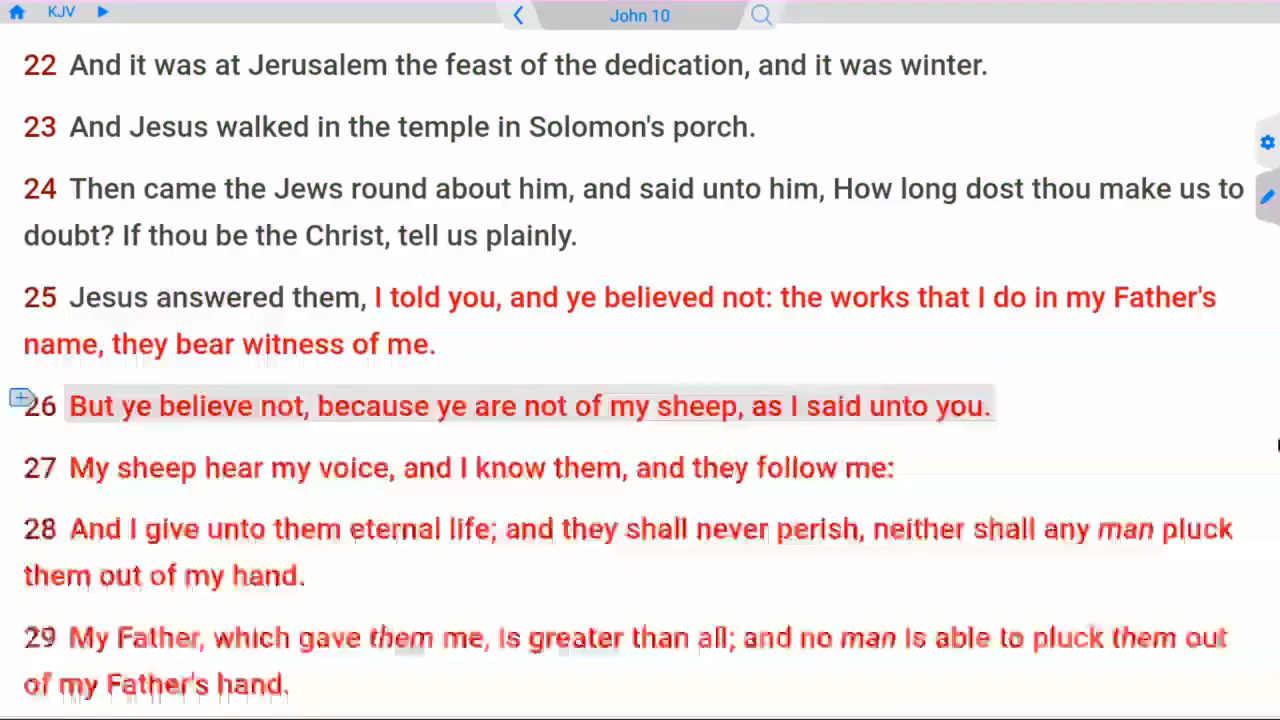 KJV
John 10
22 And it was at Jerusalem the feast of the dedication, and it was winter.
23 And Jesus walked in the temple in Solomon's porch.
24 Then came the Jews round about him, and said unto him, How long dost thou make us to
doubt? If thou be the Christ, tell us plainly.
25 Jesus answered them, I told you, and ye believed not: the works that I do in my Father's
name, they bear witness of me.
26 But ye believe not, because ye are not of my sheep, as I said unto you.
27 My sheep hear my voice, and I know them, and they follow me:
28 And I give unto them eternal life; and they shall never perish, neither shall any man pluck
them out of my hand.
29 My Father, which gave them me, is greater than all; and no man is able to pluck them out
of my Father's hand.